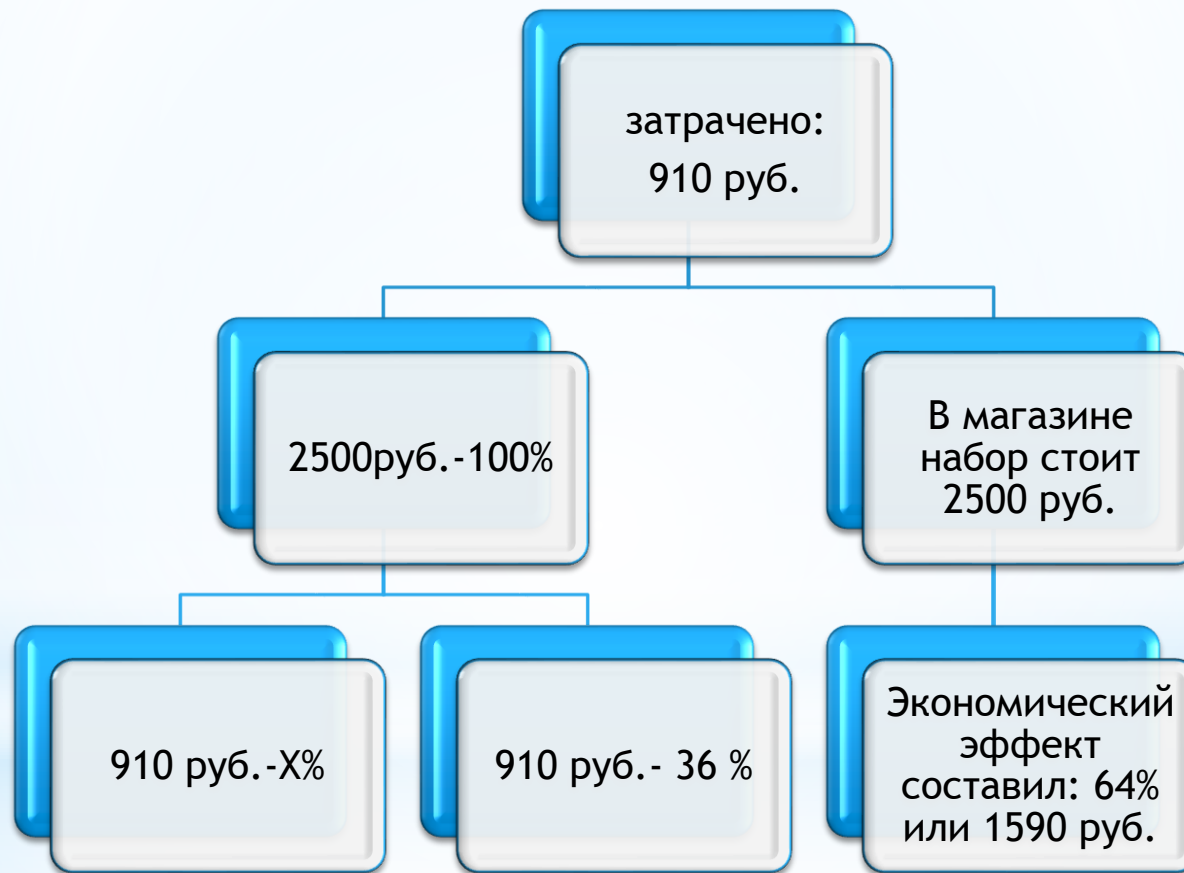 затрачено:
910 руб.
2500руб.-100%
В магазине
набор стоит
2500 руб.
910 руб.-X%
910 руб.- 36 %
Экономический
эффект
составил: 64%
или 1590 руб.